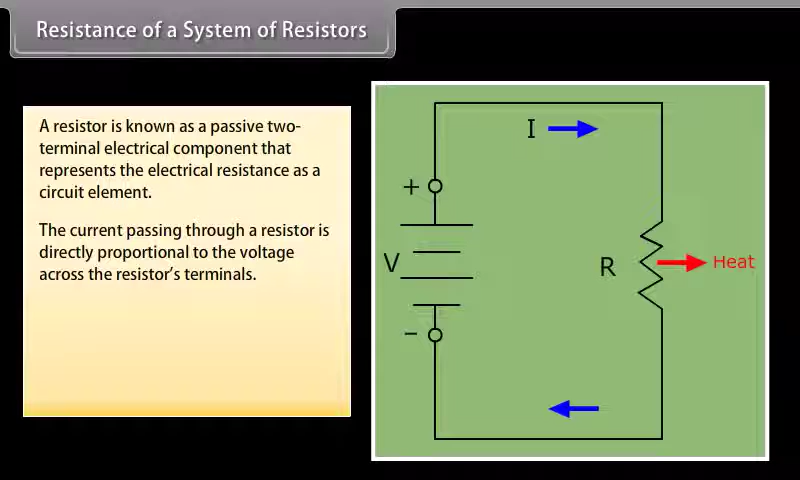 Resistance of a System of Resistors
A resistor is known as a passive two-
terminal electrical component that
represents the electrical resistance as a
circuit element.
The current passing through a resistor is
directly proportional to the voltage
across the resistor's terminals.
I
+
V
R
Heat
−